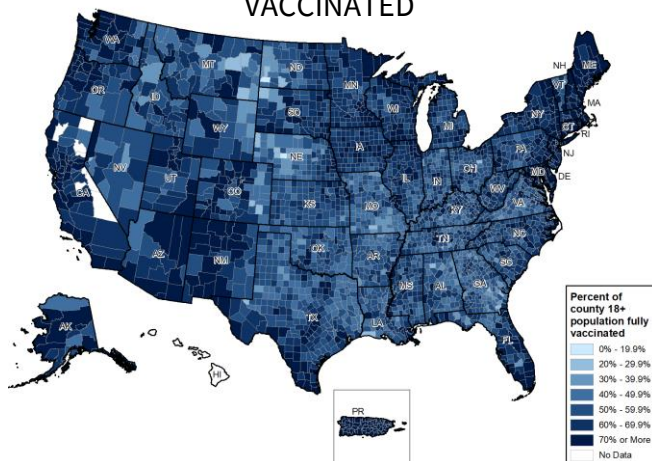 VACCINATED
WA
MT
ND
MN
OR
ID
WY
SD
WI
MI
NH
VT
ME
NY
MA
CT
RI
PA
NJ
DE
MD
NV
UT
CO
NE
IA
IL
IN
OH
WV
VA
CA
KS
MO
KY
AZ
NM
OK
AR
TN
NC
SC
TX
LA
MS
AL
GA
FL
AK
HI
PR
Percent of
county 18+
population fully
vaccinated
0% - 19.9%
20% - 29.9%
30% - 39.9%
40% - 49.9%
50% - 59.9%
60% - 69.9%
70% or More
No Data